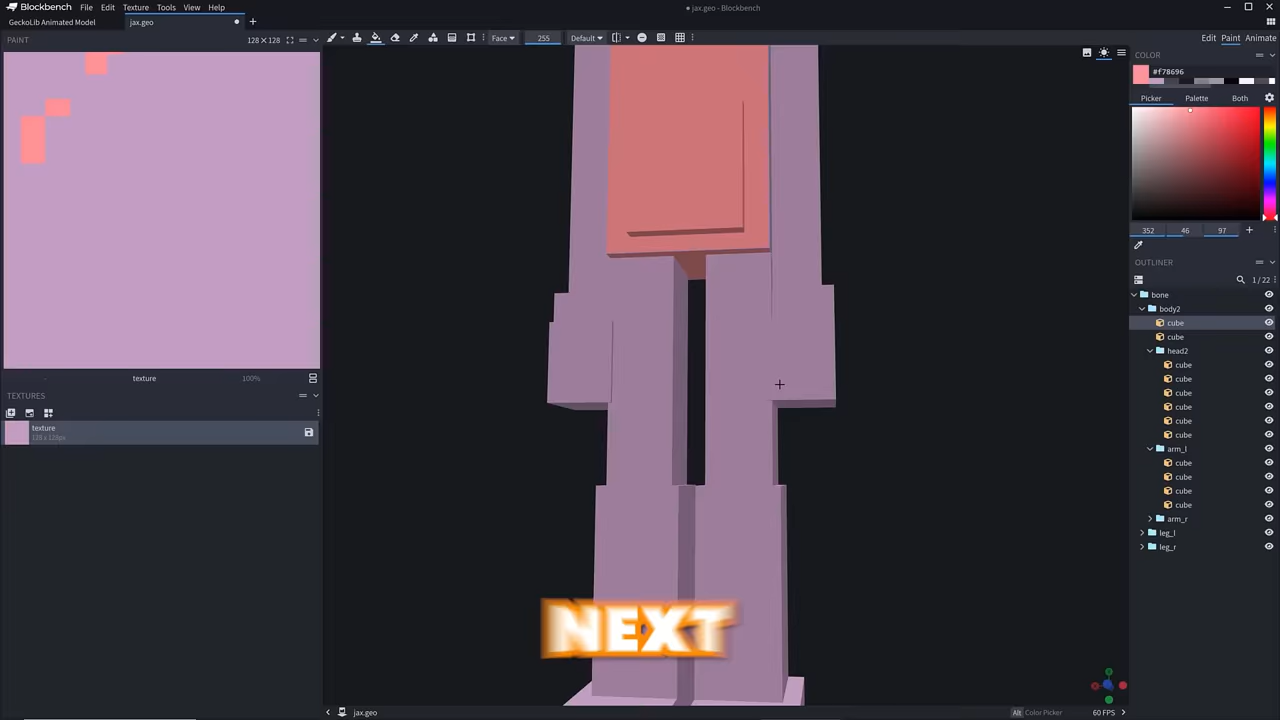 Blockbench
File Edit Texture Tools View Help
jax.geo - Blockbench
GeckoLib Animated Model
jax.geo
PAINT
128 × 128
Face
255
Default
Edit
Paint
Animate
COLOR
#f78696
Picker
Palette
Both
352
46
97
OUTLINER
1 / 22
bone
body2
cube
cube
head2
cube
cube
cube
cube
cube
cube
arm_l
cube
cube
cube
cube
arm_r
leg_l
leg_r
-
texture
100%
TEXTURES
texture
128 x 128px
NEXT
jax.geo
Alt Color Picker
60 FPS